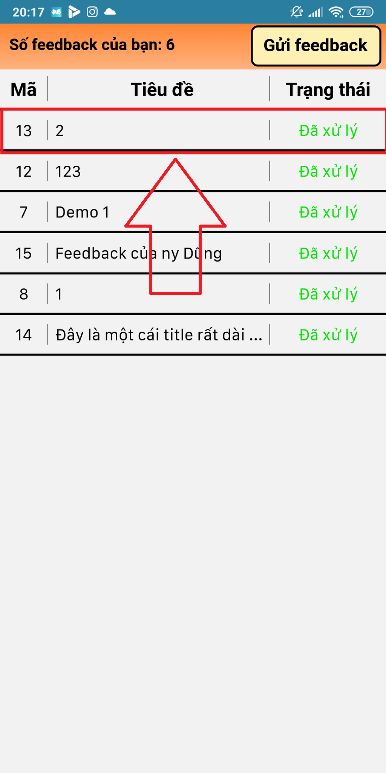 20:17 27
Số feedback của bạn: 6 Gửi feedback
Mã Tiêu đề Trạng thái
13 2 Đã xử lý
12 123 Đã xử lý
7 Demo 1 Đã xử lý
15 Feedback của ny Dũng Đã xử lý
8 1 Đã xử lý
14 Đây là một cái title rất dài ... Đã xử lý